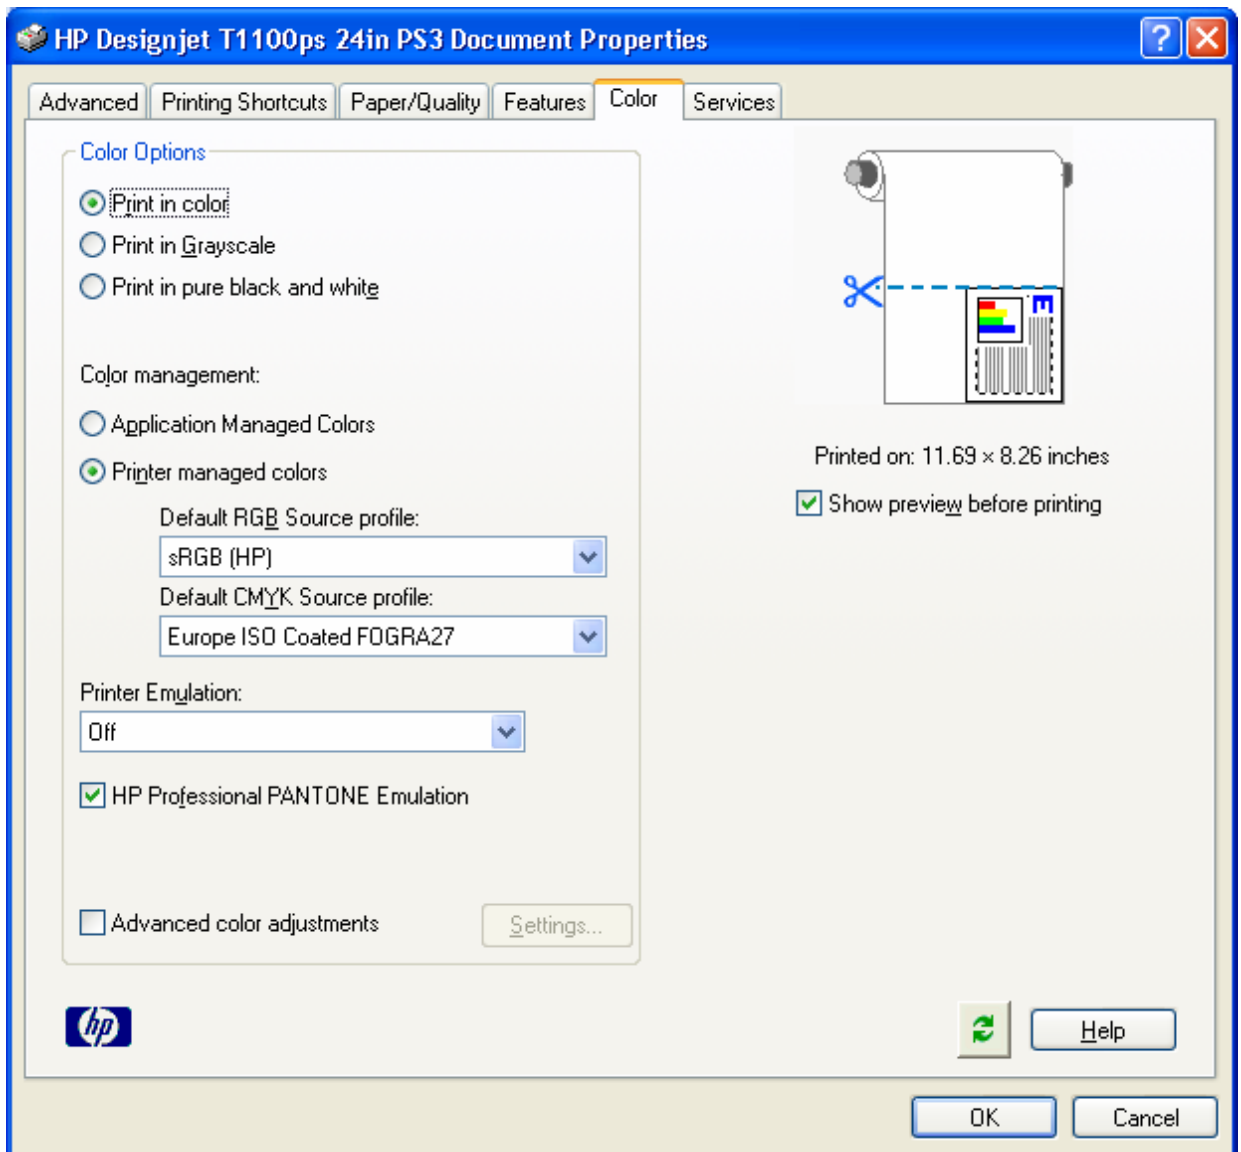 HP Designjet T1100ps 24in PS3 Document Properties
Advanced Printing Shortcuts Paper/Quality Features Color Services
Color Options
Print in color
Print in Grayscale
Print in pure black and white
Color management:
Application Managed Colors
Printer managed colors
Default RGB Source profile:
sRGB (HP)
Default CMYK Source profile:
Europe ISO Coated FOGRA27
Printer Emulation:
Off
HP Professional PANTONE Emulation
Advanced color adjustments
Settings...
E
Printed on: 11.69 × 8.26 inches
Show preview before printing
hp
Help
OK Cancel